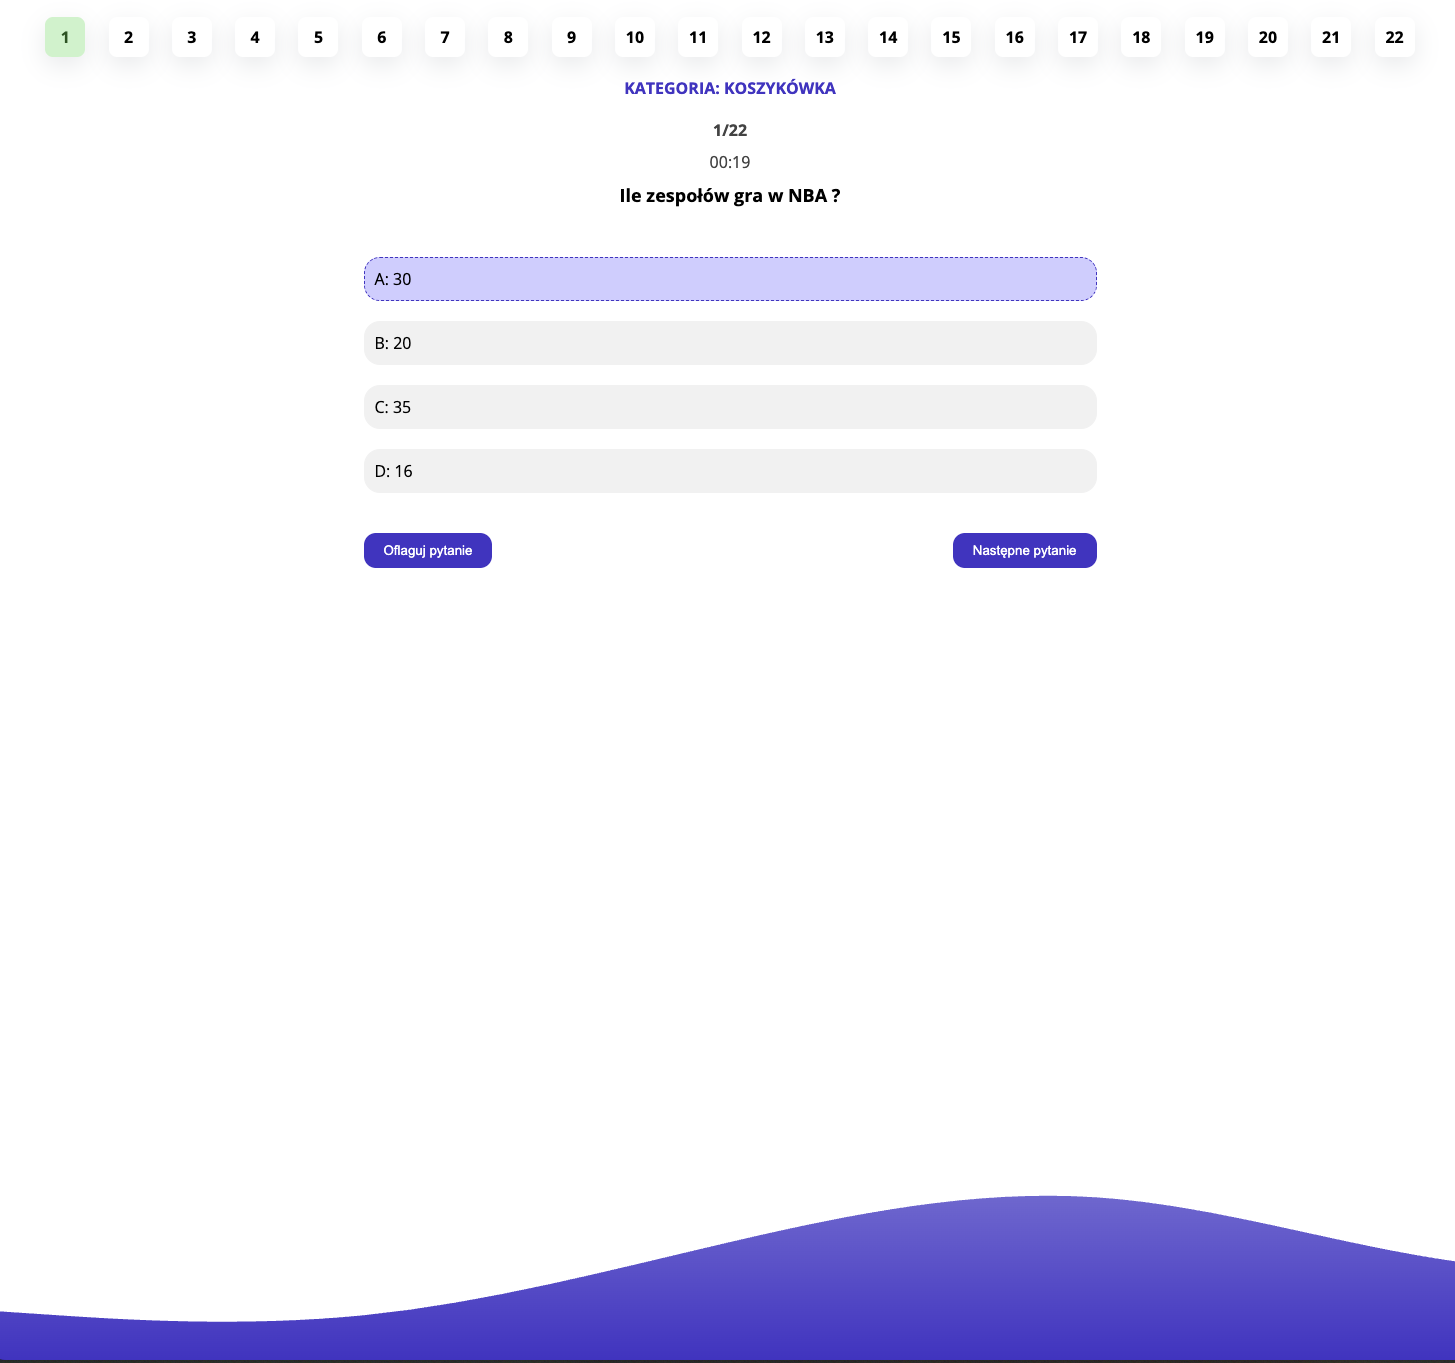 1 2 3 4 5 6 7 8 9 10 11 12 13 14 15 16 17 18 19 20 21 22
KATEGORIA: KOSZYKÓWKA
1/22
00:19
Ile zespołów gra w NBA ?
A: 30
B: 20
C: 35
D: 16
Oflaguj pytanie Następne pytanie